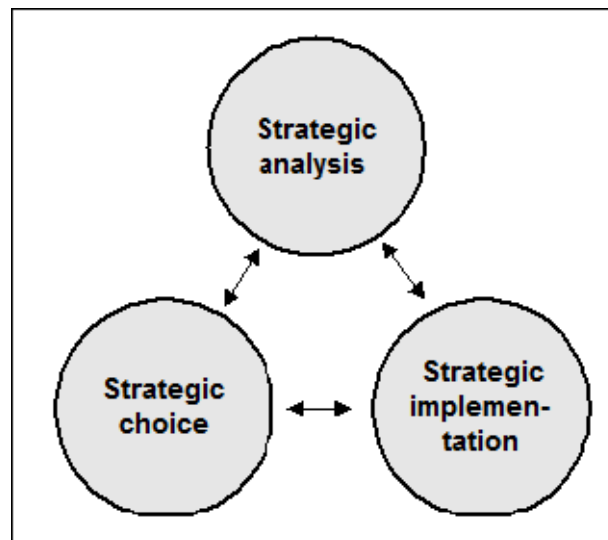 Strategic
analysis
Strategic
choice
Strategic
implemen-
tation